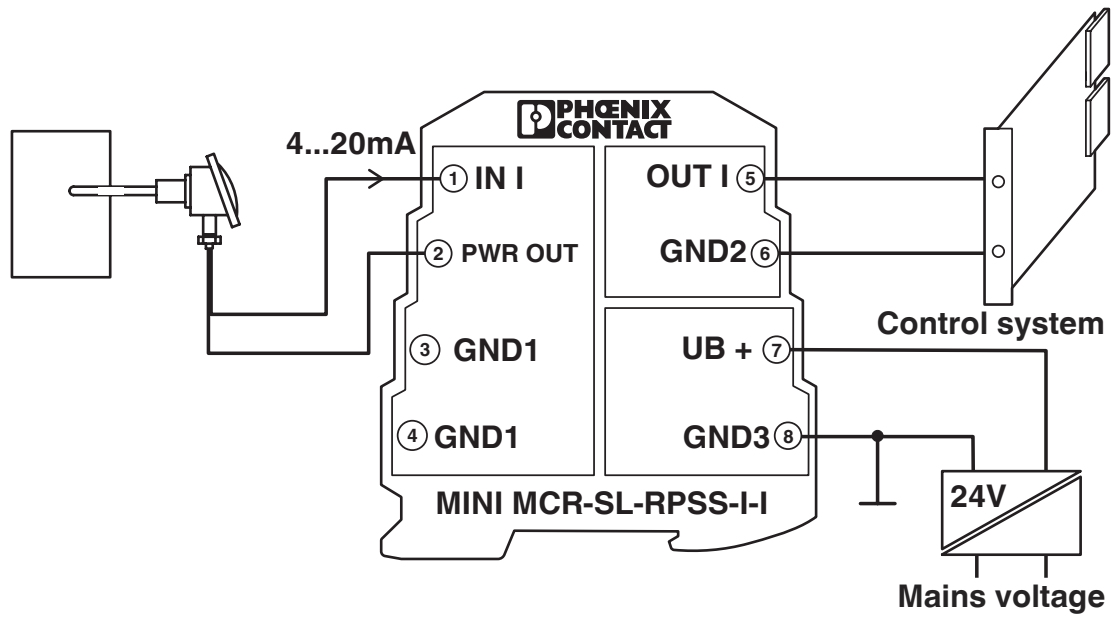 PHŒNIX
CONTACT
4...20mA
1 IN I
OUT I 5
2 PWR OUT
GND2 6
Control system
3 GND1
UB + 7
4 GND1
GND3 8
MINI MCR-SL-RPSS-I-I
24V
Mains voltage